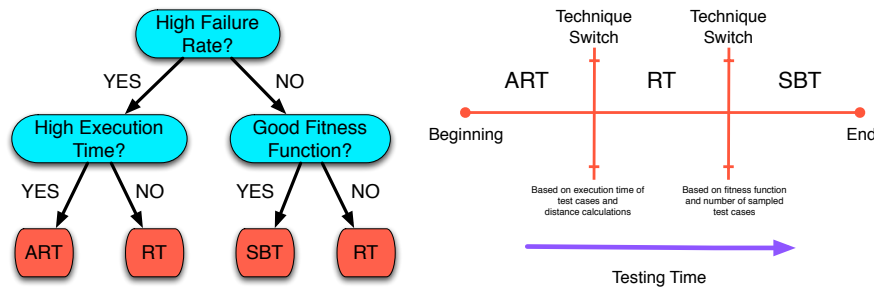 High Failure
Rate?
YES
NO
High Execution
Time?
Good Fitness
Function?
YES
NO
YES
NO
ART
RT
SBT
RT
Technique
Switch
Technique
Switch
ART
RT
SBT
Beginning
End
Based on execution time of
test cases and
distance calculations
Based on fitness function
and number of sampled
test cases
Testing Time